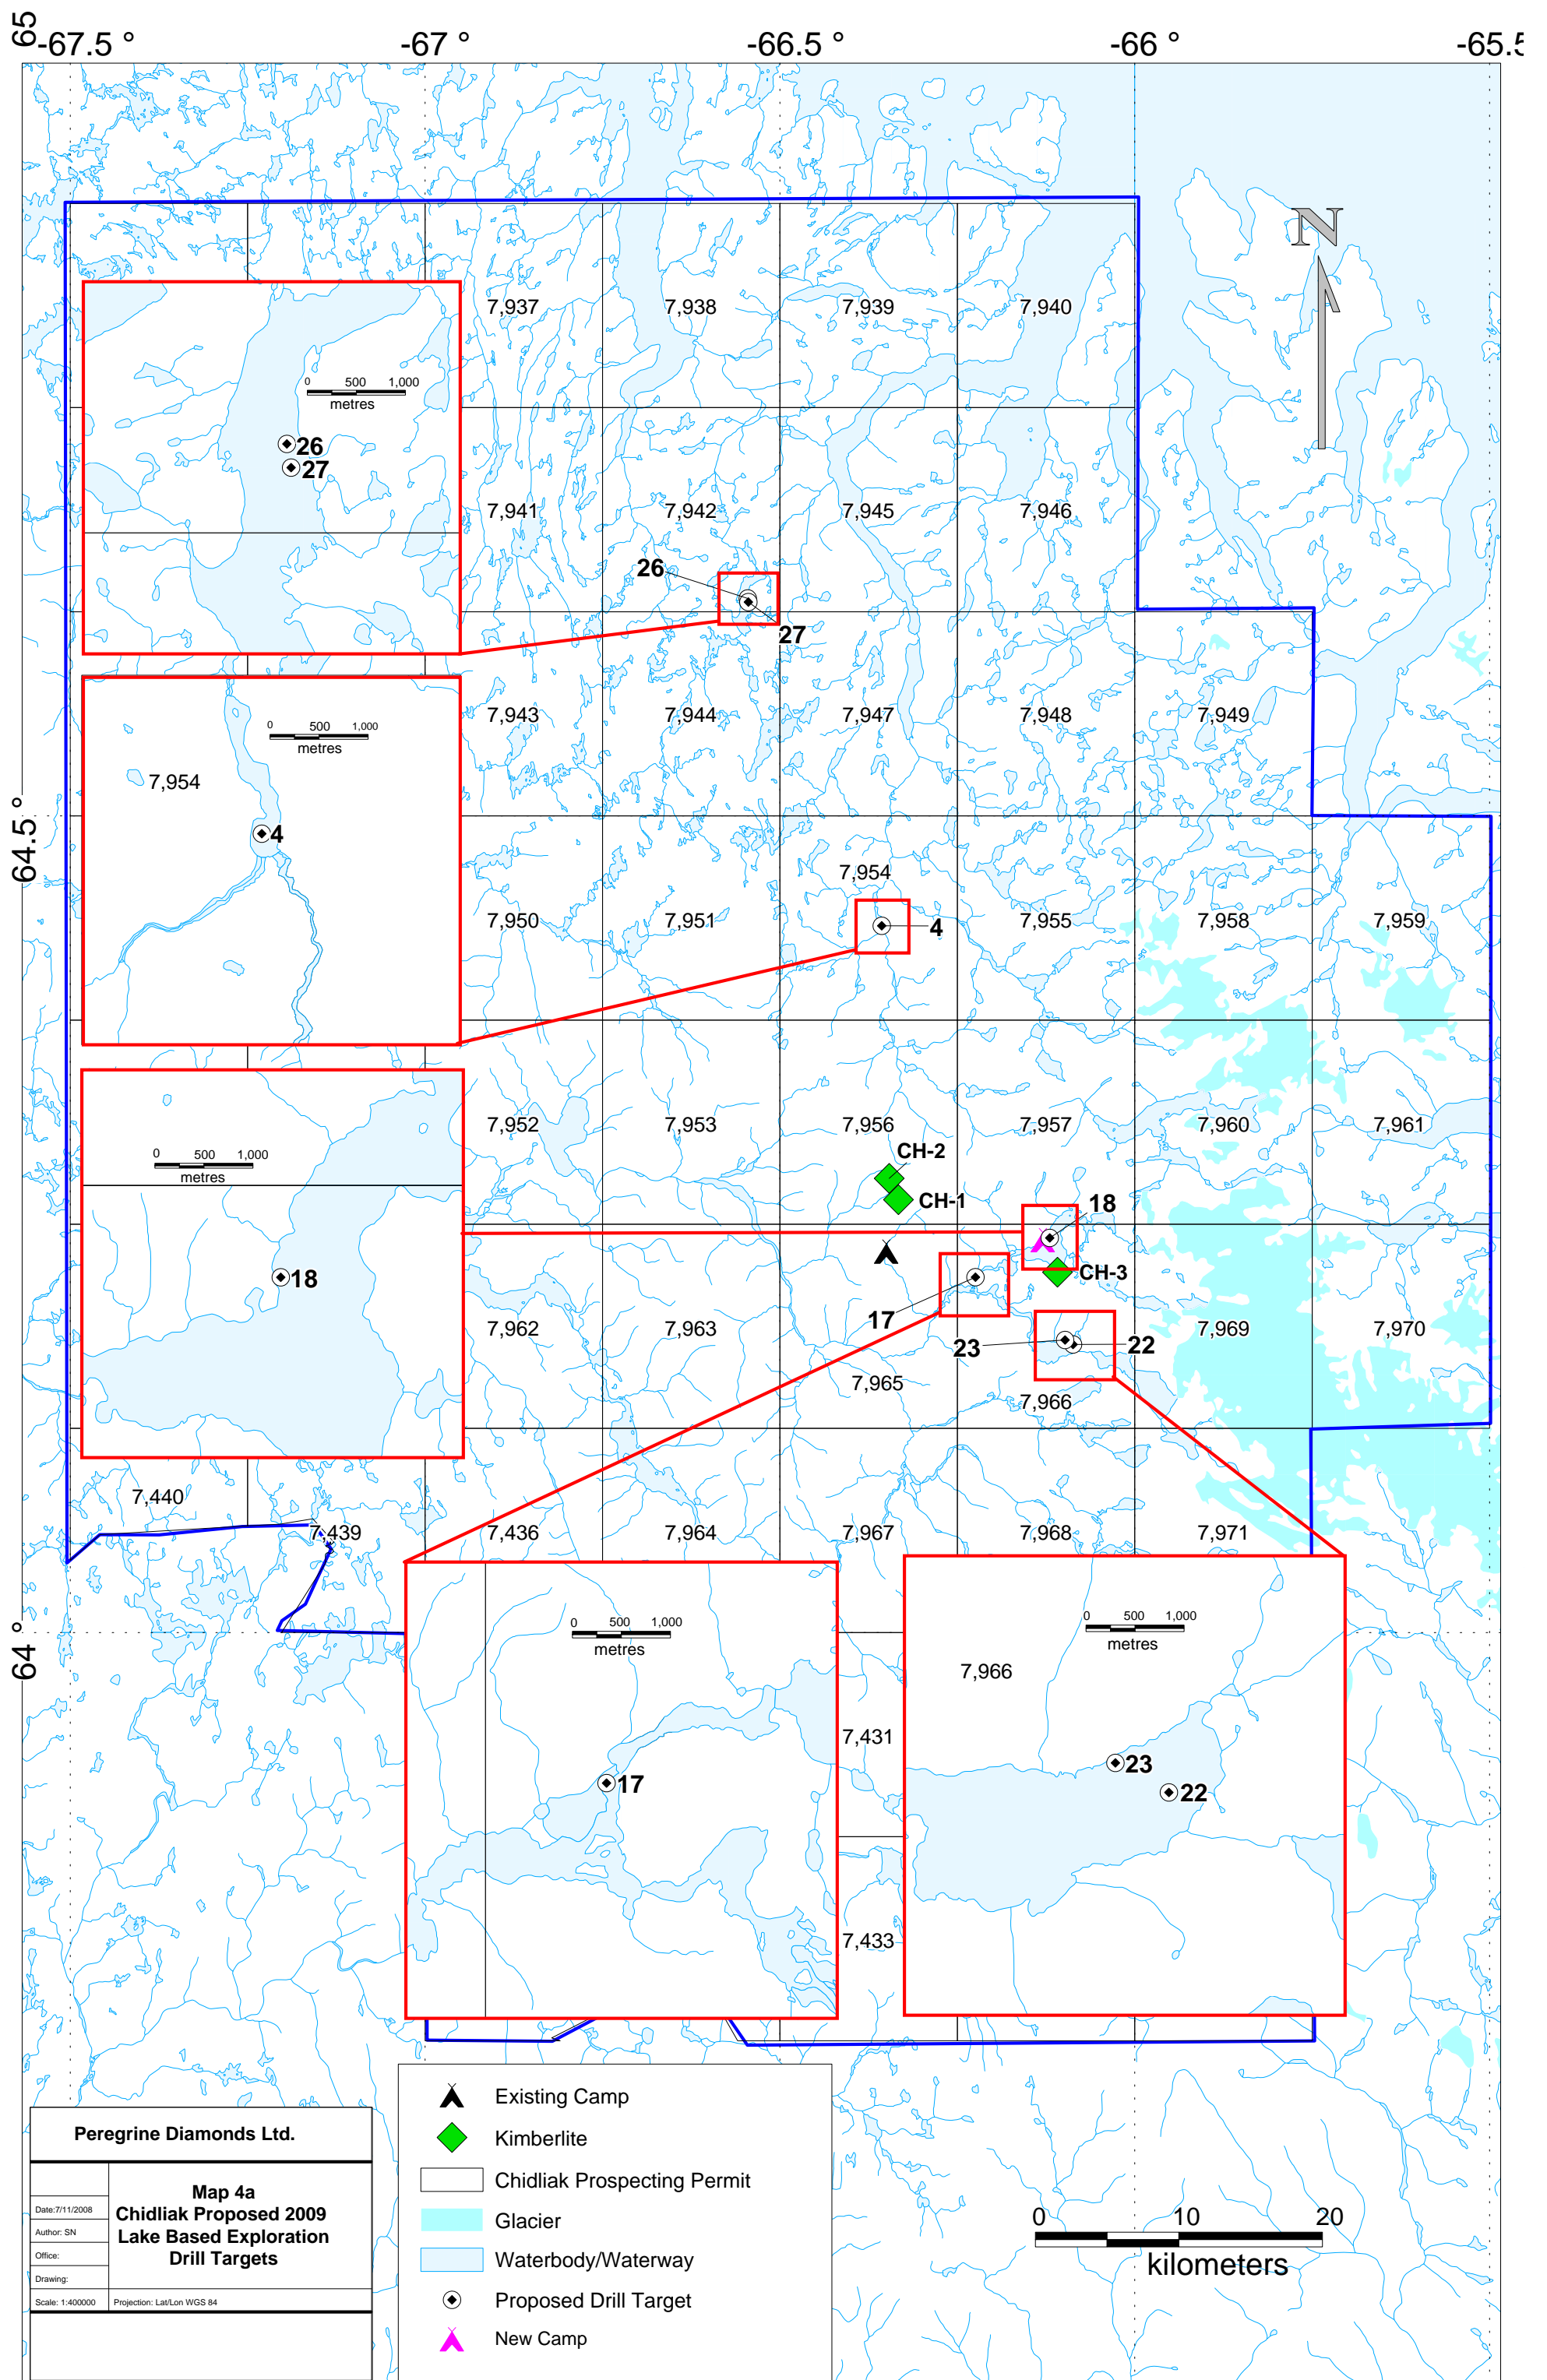 65
-67.5 °
-67 °
-66.5 °
-66 °
-65.5
N
7,937
7,938
7,939
7,940
0 500 1,000
metres
26
27
7,941
7,942
7,945
7,946
26
27
7,943
7,944
7,947
7,948
7,949
0 500 1,000
metres
7,954
4
64.5 °
7,954
7,950
7,951
4
7,955
7,958
7,959
7,952
7,953
7,956
7,957
7,960
7,961
0 500 1,000
metres
CH-2
CH-1
18
18
CH-3
17
23
22
7,962
7,963
7,965
7,966
7,969
7,970
7,440
7,439
7,436
7,964
7,967
7,968
7,971
64 °
0 500 1,000
metres
17
7,431
7,433
0 500 1,000
metres
7,966
23
22
Existing Camp
Kimberlite
Chidliak Prospecting Permit
Glacier
Waterbody/Waterway
Proposed Drill Target
New Camp
Peregrine Diamonds Ltd.
Map 4a
Chidliak Proposed 2009
Lake Based Exploration
Drill Targets
Date:7/11/2008
Author: SN
Office:
Drawing:
Scale: 1:400000
Projection: Lat/Lon WGS 84
0 10 20
kilometers